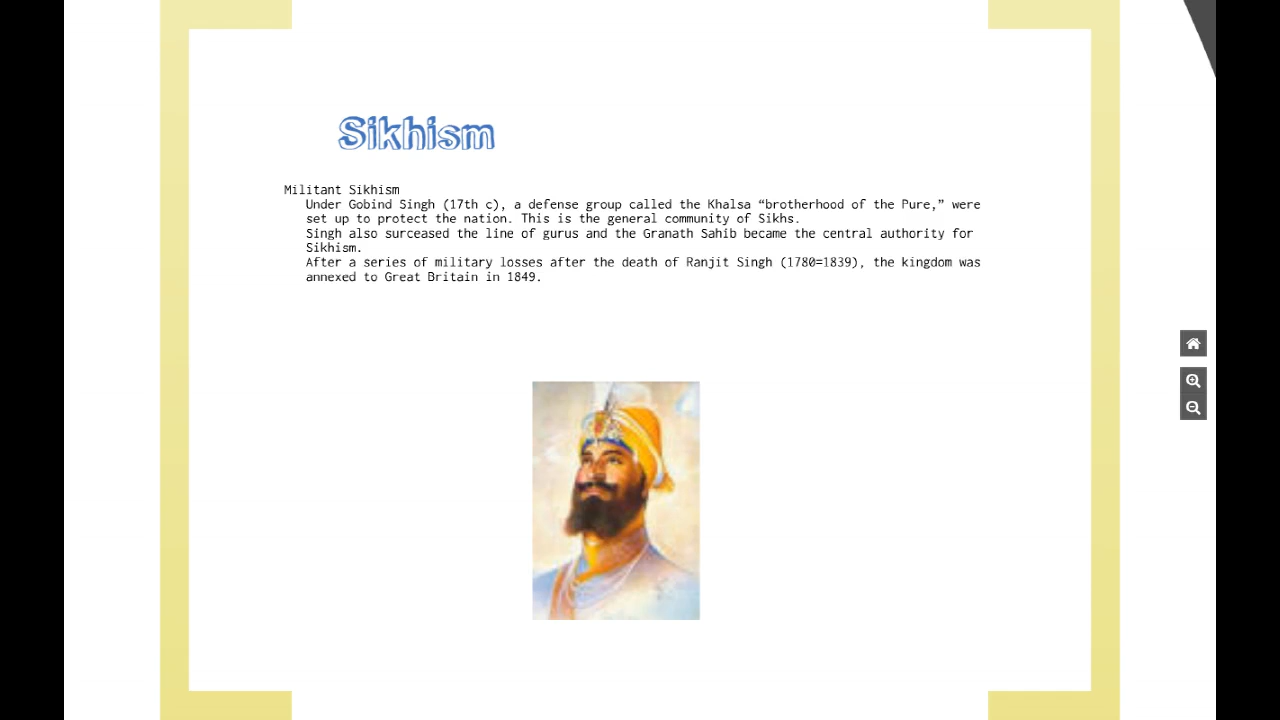 Sikhism
Militant Sikhism
Under Gobind Singh (17th c), a defense group called the Khalsa “brotherhood of the Pure,” were
set up to protect the nation. This is the general community of Sikhs.
Singh also surceased the line of gurus and the Granath Sahib became the central authority for
Sikhism.
After a series of military losses after the death of Ranjit Singh (1780=1839), the kingdom was
annexed to Great Britain in 1849.